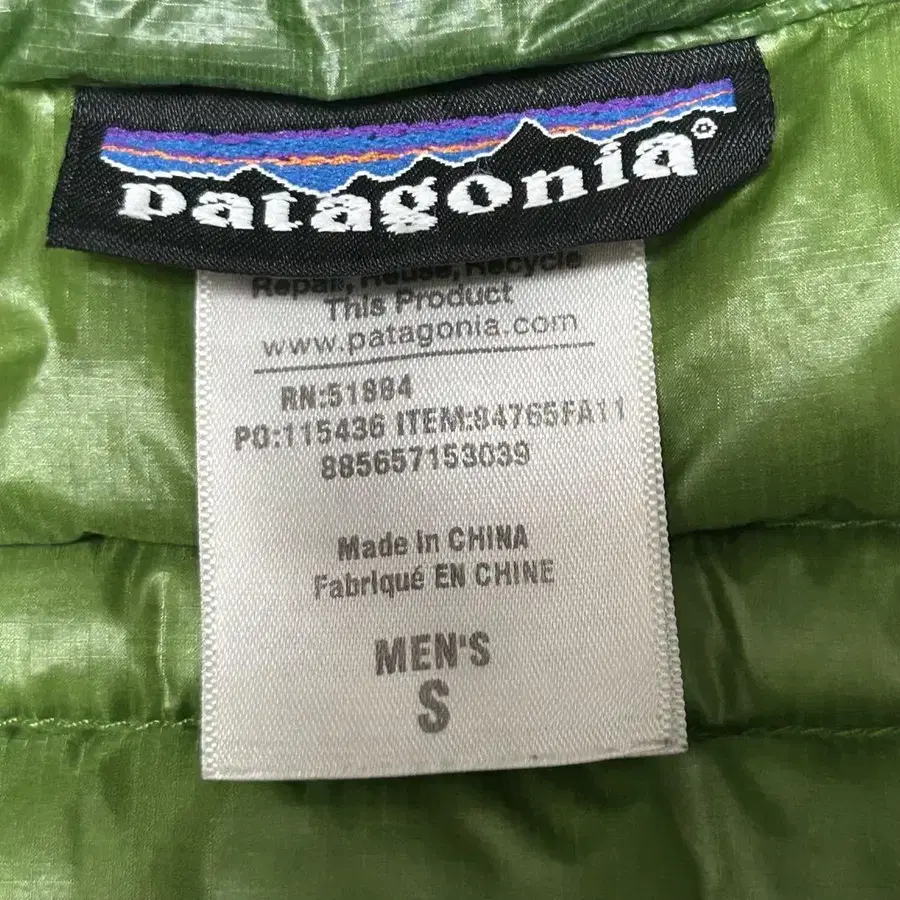 patagonia®
Repair, Reuse, Recycle
This Product
www.patagonia.com
RN:51884
PO:115436 ITEM:84765FA11
885657153039
Made in CHINA
Fabriqué EN CHINE
MEN'S
S